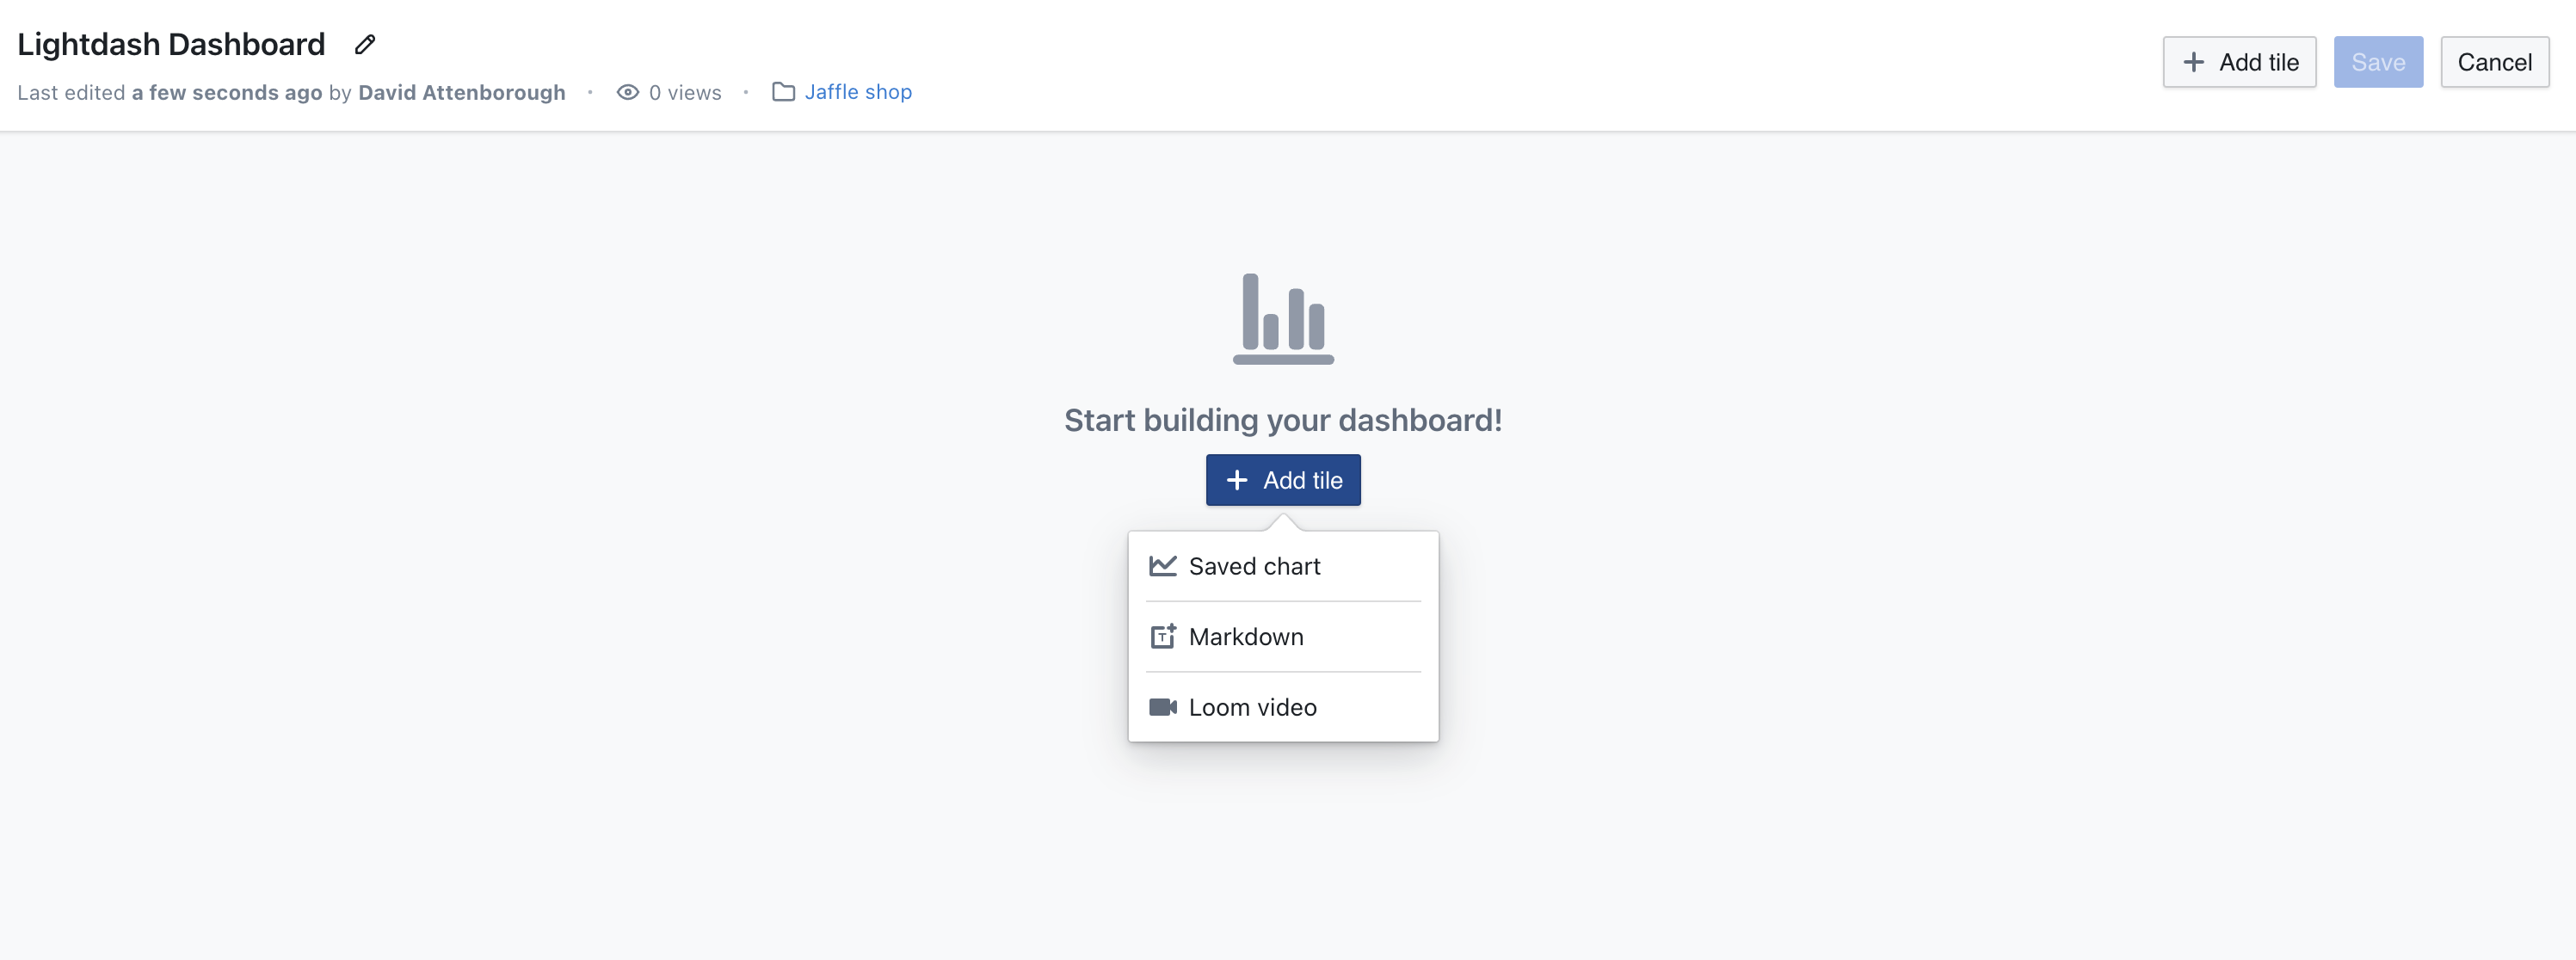 Lightdash Dashboard
Add tile
Save
Cancel
Last edited a few seconds ago by David Attenborough · 0 views · Jaffle shop
Start building your dashboard!
Add tile
Saved chart
Markdown
Loom video